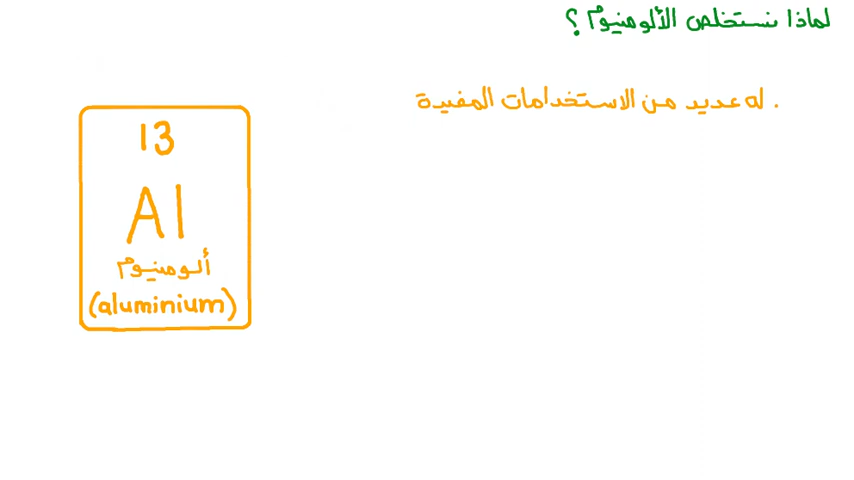 لماذا نستخلص الألومنيوم؟
. له عديد من الاستخدامات المفيدة
13
Al
ألومنيوم
(aluminium)